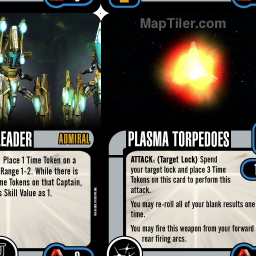 MapTiler.com
EADER
ADMIRAL
Place 1 Time Token on a
Range 1-2. While there is
me Tokens on that Captain,
s Skill Value as 1.
PLASMA TORPEDOES
ATTACK: (Target Lock) Spend
your target lock and place 3 Time
Tokens on this card to perform this
attack.
You may re-roll all of your blank results one
time.
You may fire this weapon from your forward
rear firing arcs.